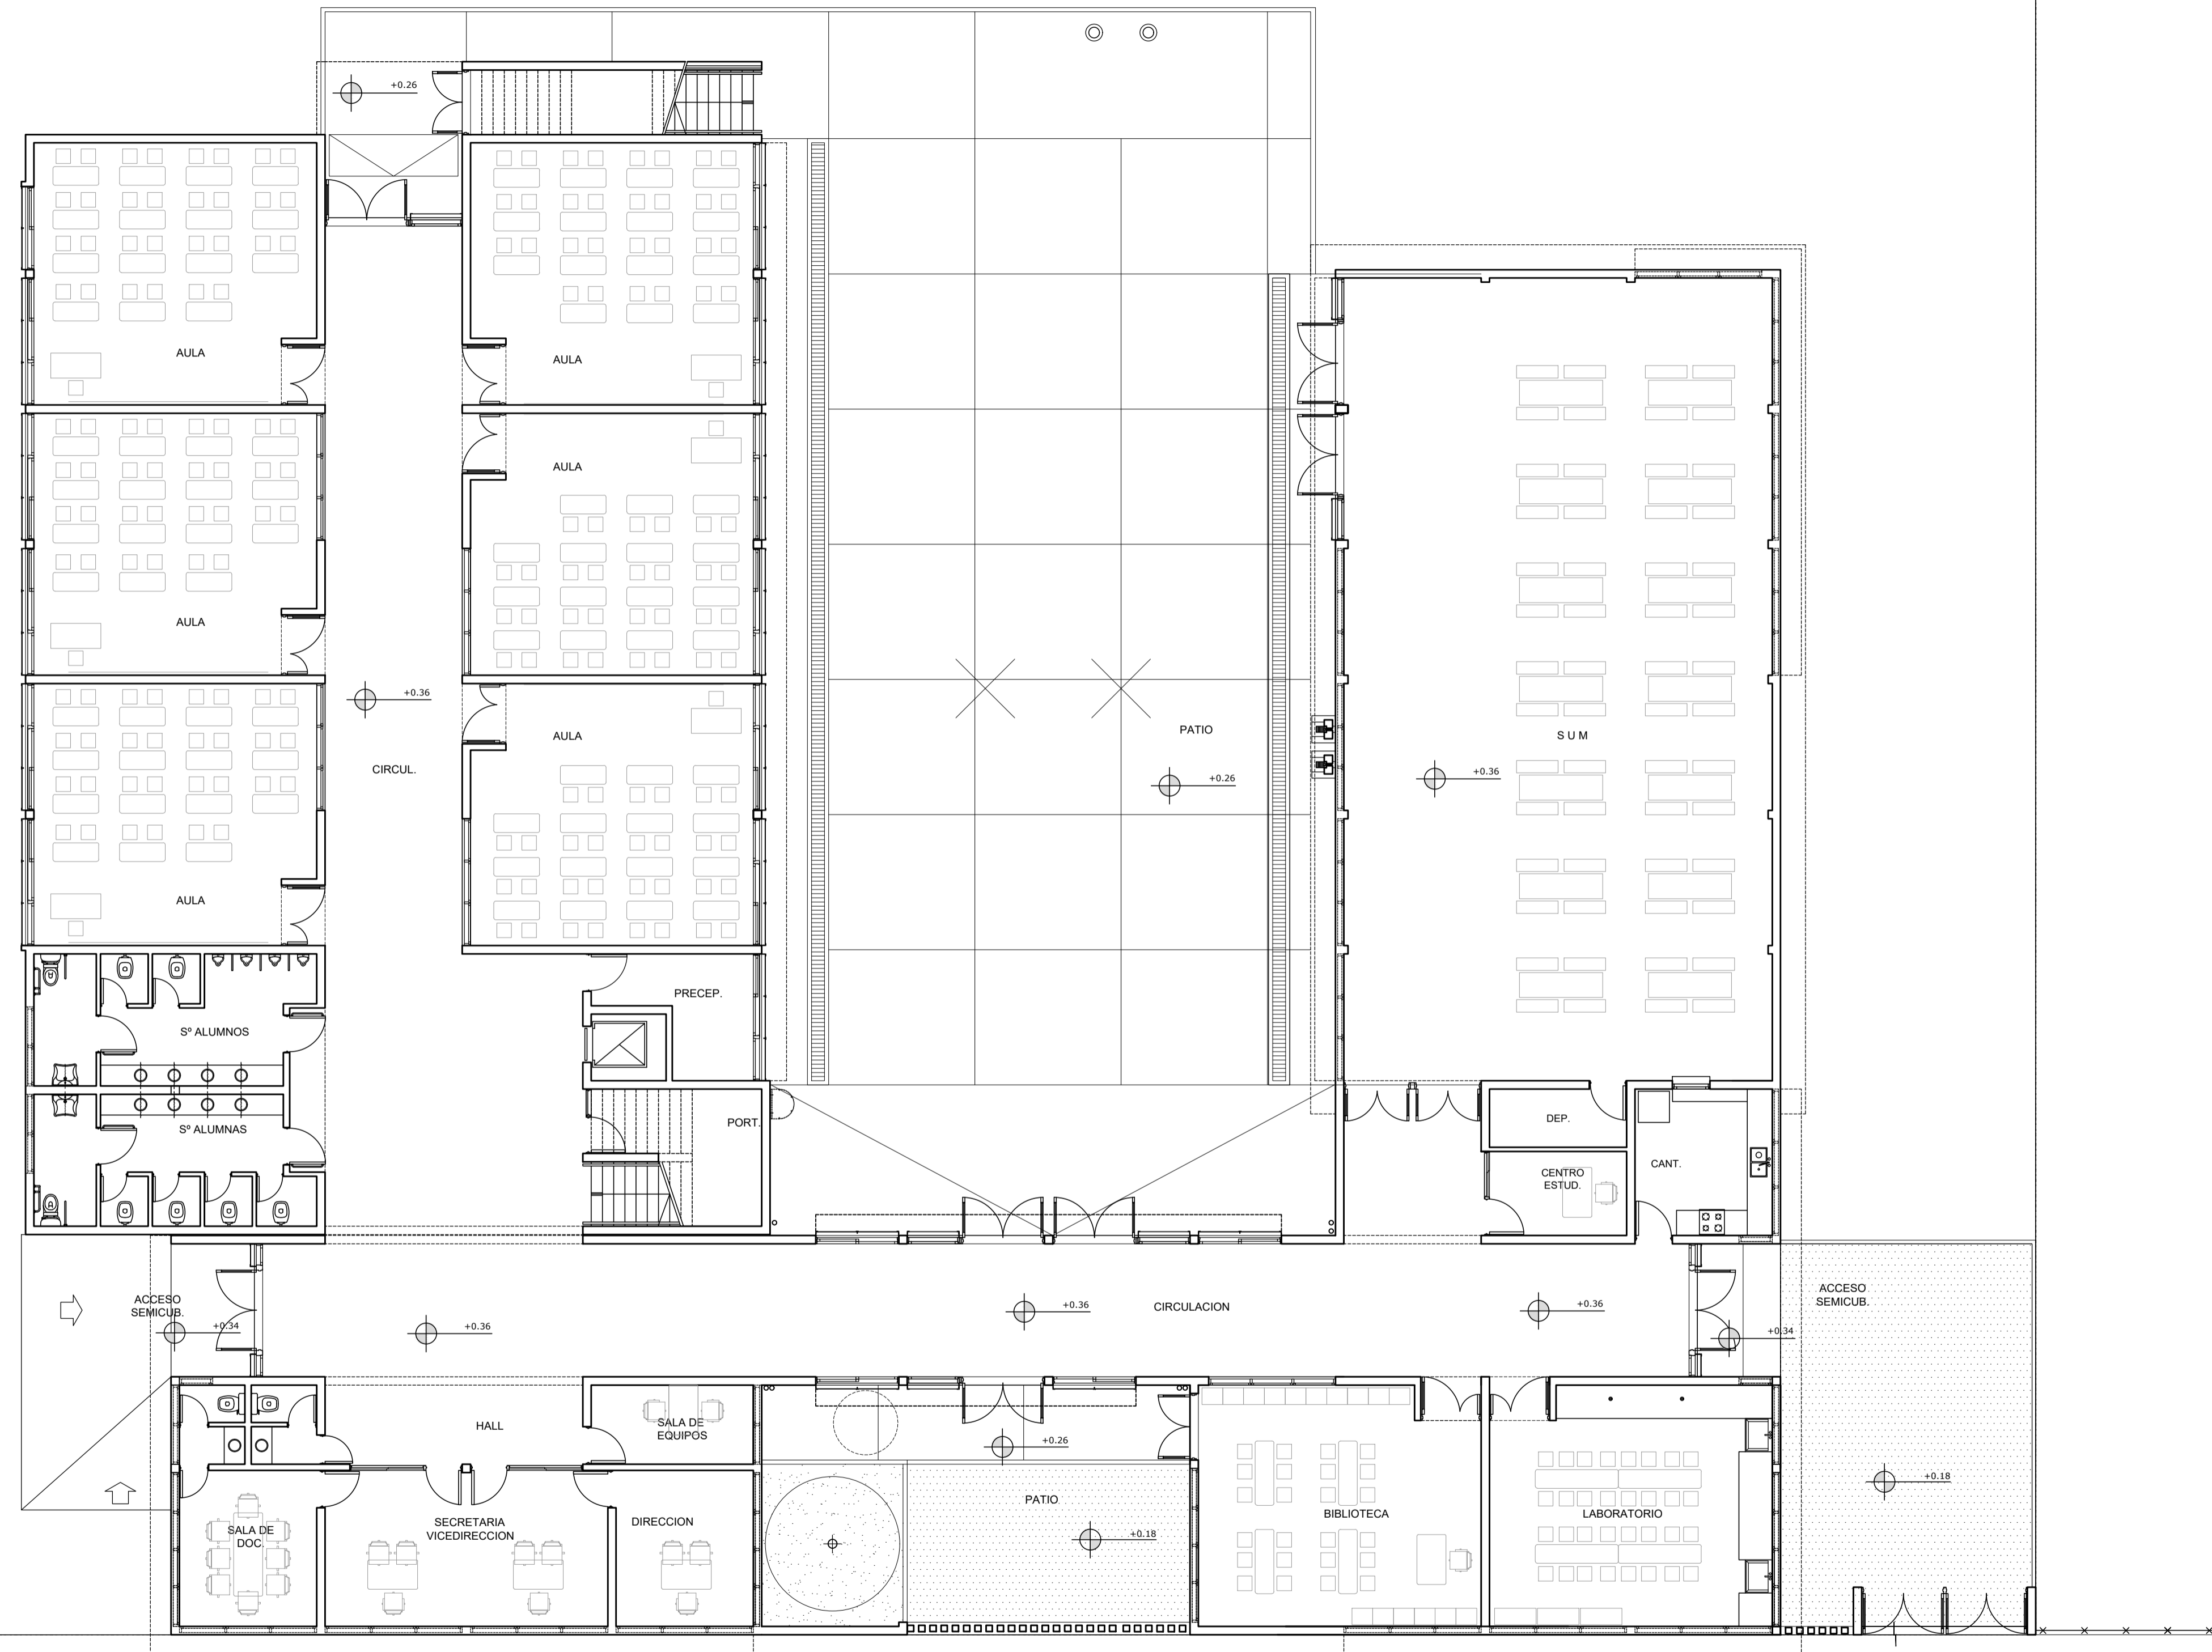 +0.26
AULA
AULA
AULA
AULA
+0.36
AULA
PATIO
S U M
CIRCUL.
+0.26
+0.36
AULA
PRECEP.
Sº ALUMNOS
Sº ALUMNAS
PORT.
DEP.
CANT.
CENTRO
ESTUD.
ACCESO
SEMICUB.
+0.34
+0.36
+0.36
CIRCULACION
+0.36
+0.34
ACCESO
SEMICUB.
HALL
SALA DE
EQUIPOS
+0.26
+0.18
SALA DE
DOC.
SECRETARIA
VICEDIRECCION
DIRECCION
PATIO
+0.18
BIBLIOTECA
LABORATORIO